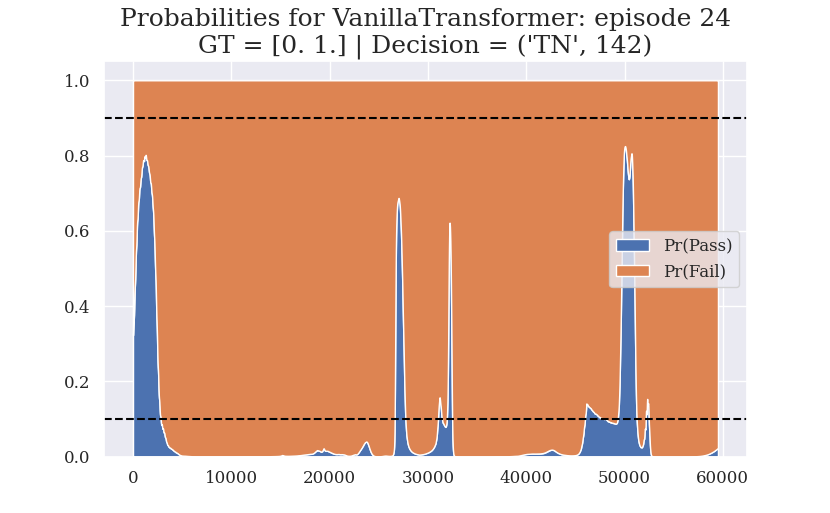 Probabilities for VanillaTransformer: episode 24
GT = [0. 1.] | Decision = ('TN', 142)
1.0
0.8
0.6
0.4
0.2
0.0
Pr(Pass)
Pr(Fail)
0 10000 20000 30000 40000 50000 60000